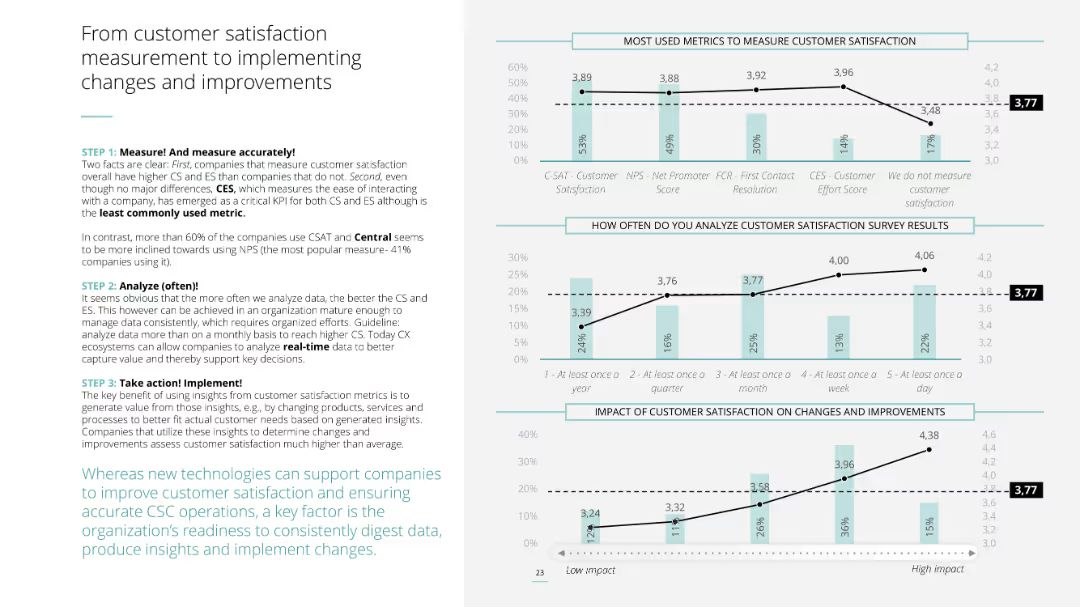 From customer satisfaction
measurement to implementing
changes and improvements
STEP 1: Measure! And measure accurately!
Two facts are clear: First, companies that measure customer satisfaction
overall have higher CS and ES than companies that do not. Second, even
though no major differences, CES, which measures the ease of interacting
with a company, has emerged as a critical KPI for both CS and ES although is
the least commonly used metric.
In contrast, more than 60% of the companies use CSAT and Central seems
to be more inclined towards using NPS (the most popular measure- 41%
companies using it).
STEP 2: Analyze (often)!
It seems obvious that the more often we analyze data, the better the CS and
ES. This however can be achieved in an organization mature enough to
manage data consistently, which requires organized efforts. Guideline:
analyze data more than on a monthly basis to reach higher CS. Today CX
ecosystems can allow companies to analyze real-time data to better
capture value and thereby support key decisions.
STEP 3: Take action! Implement!
The key benefit of using insights from customer satisfaction metrics is to
generate value from those insights, e.g., by changing products, services and
processes to better fit actual customer needs based on generated insights.
Companies that utilize these insights to determine changes and
improvements assess customer satisfaction much higher than average.
Whereas new technologies can support companies
to improve customer satisfaction and ensuring
accurate CSC operations, a key factor is the
organization's readiness to consistently digest data,
produce insights and implement changes.
MOST USED METRICS TO MEASURE CUSTOMER SATISFACTION
60%
50%
40%
30%
20%
10%
0%
3,89
3,88
3,92
3,96
3,48
53%
49%
30%
14%
17%
4,2
4,0
3,8
3,6
3,4
3,2
3,0
3,77
C-SAT - Customer
Satisfaction
NPS - Net Promoter
Score
FCR - First Contact
Resolution
CES - Customer
Effort Score
We do not measure
customer
satisfaction
HOW OFTEN DO YOU ANALYZE CUSTOMER SATISFACTION SURVEY RESULTS
30%
25%
20%
15%
10%
5%
0%
3,39
3,76
3,77
4,00
4,06
24%
16%
25%
13%
22%
4.2
4,0
3,8
3,6
3.4
3.2
3.0
3,77
1 - At least once a
year
2 - At least once a
quarter
3 - At least once a
month
4 - At least once a
week
5 - At least once a
day
IMPACT OF CUSTOMER SATISFACTION ON CHANGES AND IMPROVEMENTS
40%
30%
20%
10%
0%
3,24
3,32
3,58
3,96
4,38
12%
11%
26%
36%
15%
4,6
4,4
4,2
4,0
3,8
3,6
3,4
3,2
3,0
3,77
Low impact
High impact
23